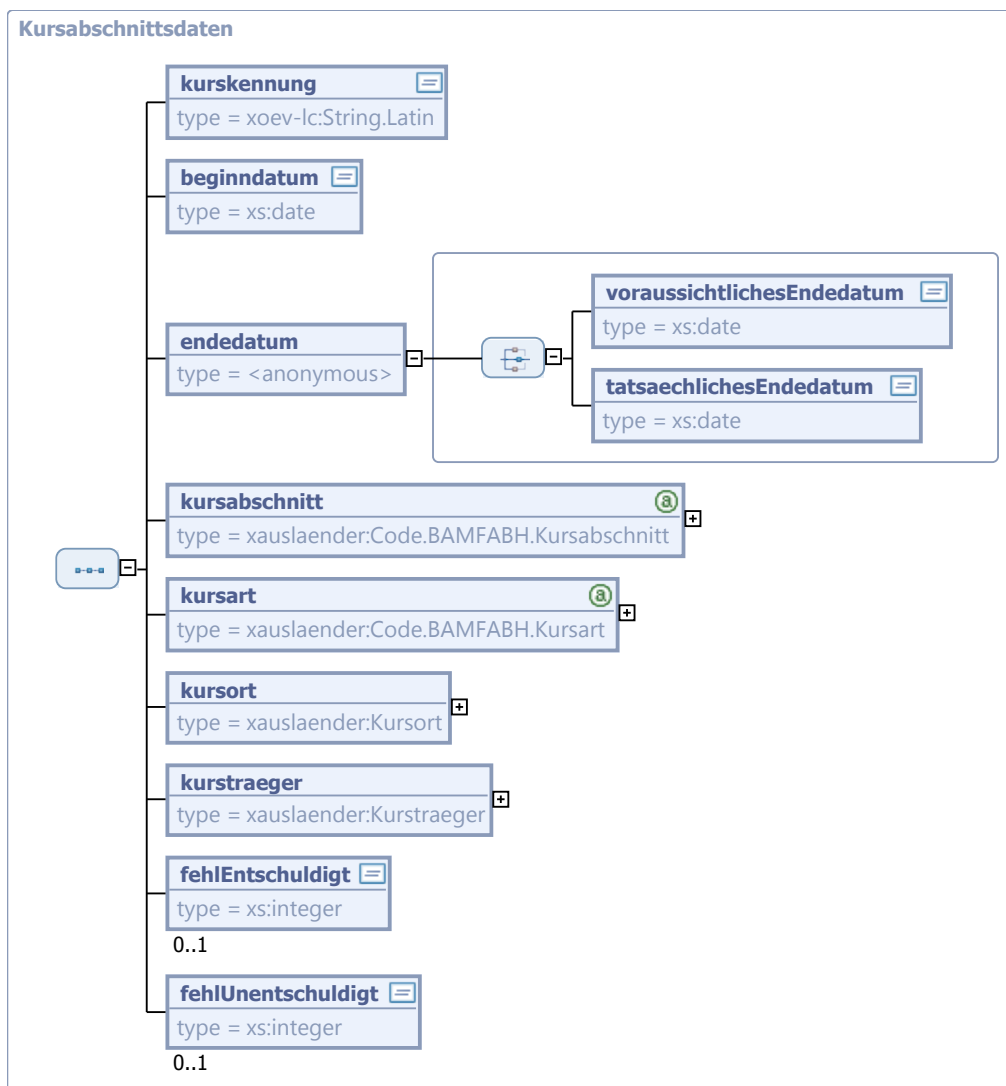 Kursabschnittsdaten
kurskennung
type = xoev-lc:String.Latin
beginndatum
type = xs:date
endedatum
type = <anonymous>
voraussichtlichesEndedatum
type = xs:date
tatsaechlichesEndedatum
type = xs:date
kursabschnitt
type = xauslaender:Code.BAMFABH.Kursabschnitt
kursart
type = xauslaender:Code.BAMFABH.Kursart
kursort
type = xauslaender:Kursort
kurstraeger
type = xauslaender:Kurstraeger
fehlEntschuldigt
type = xs:integer
0..1
fehlUnentschuldigt
type = xs:integer
0..1